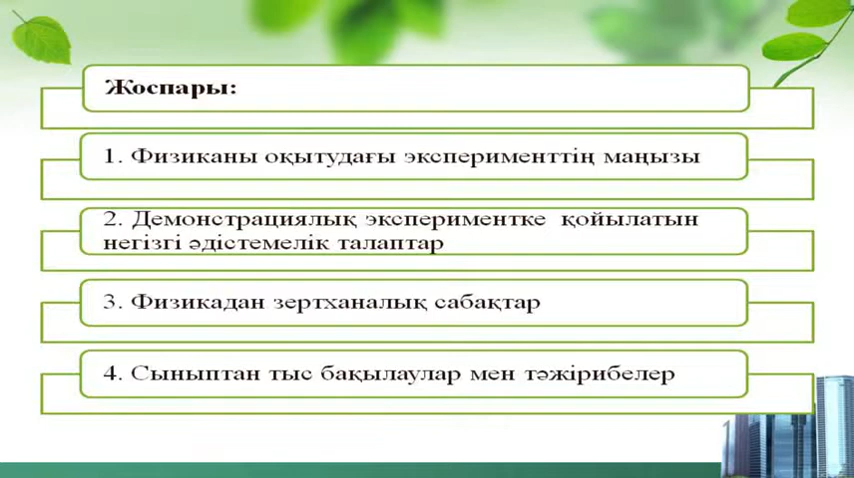 Жоспары:
1. Физиканы оқытудағы эксперименттің маңызы
2. Демонстрациялық экспериментке қойылатын
негізгі әдістемелік талаптар
3. Физикадан зертханалық сабақтар
4. Сыныптан тыс бақылаулар мен тәжірибелер